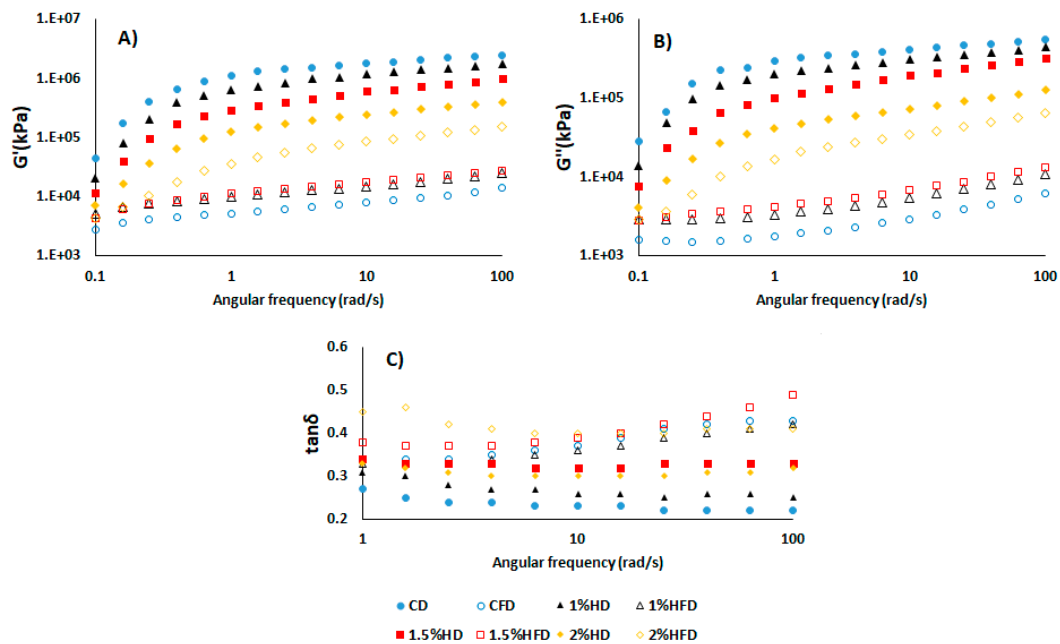 A)
G'(kPa)
1.E+07
1.E+06
1.E+05
1.E+04
1.E+03
0.1 1 10 100
Angular frequency (rad/s)
B)
G"(kPa)
1.E+06
1.E+05
1.E+04
1.E+03
0.1 1 10 100
Angular frequency (rad/s)
C)
tanδ
0.6
0.5
0.4
0.3
0.2
1 10 100
Angular frequency (rad/s)
CD CFD 1%HD 1%HFD
1.5%HD 1.5%HFD 2%HD 2%HFD